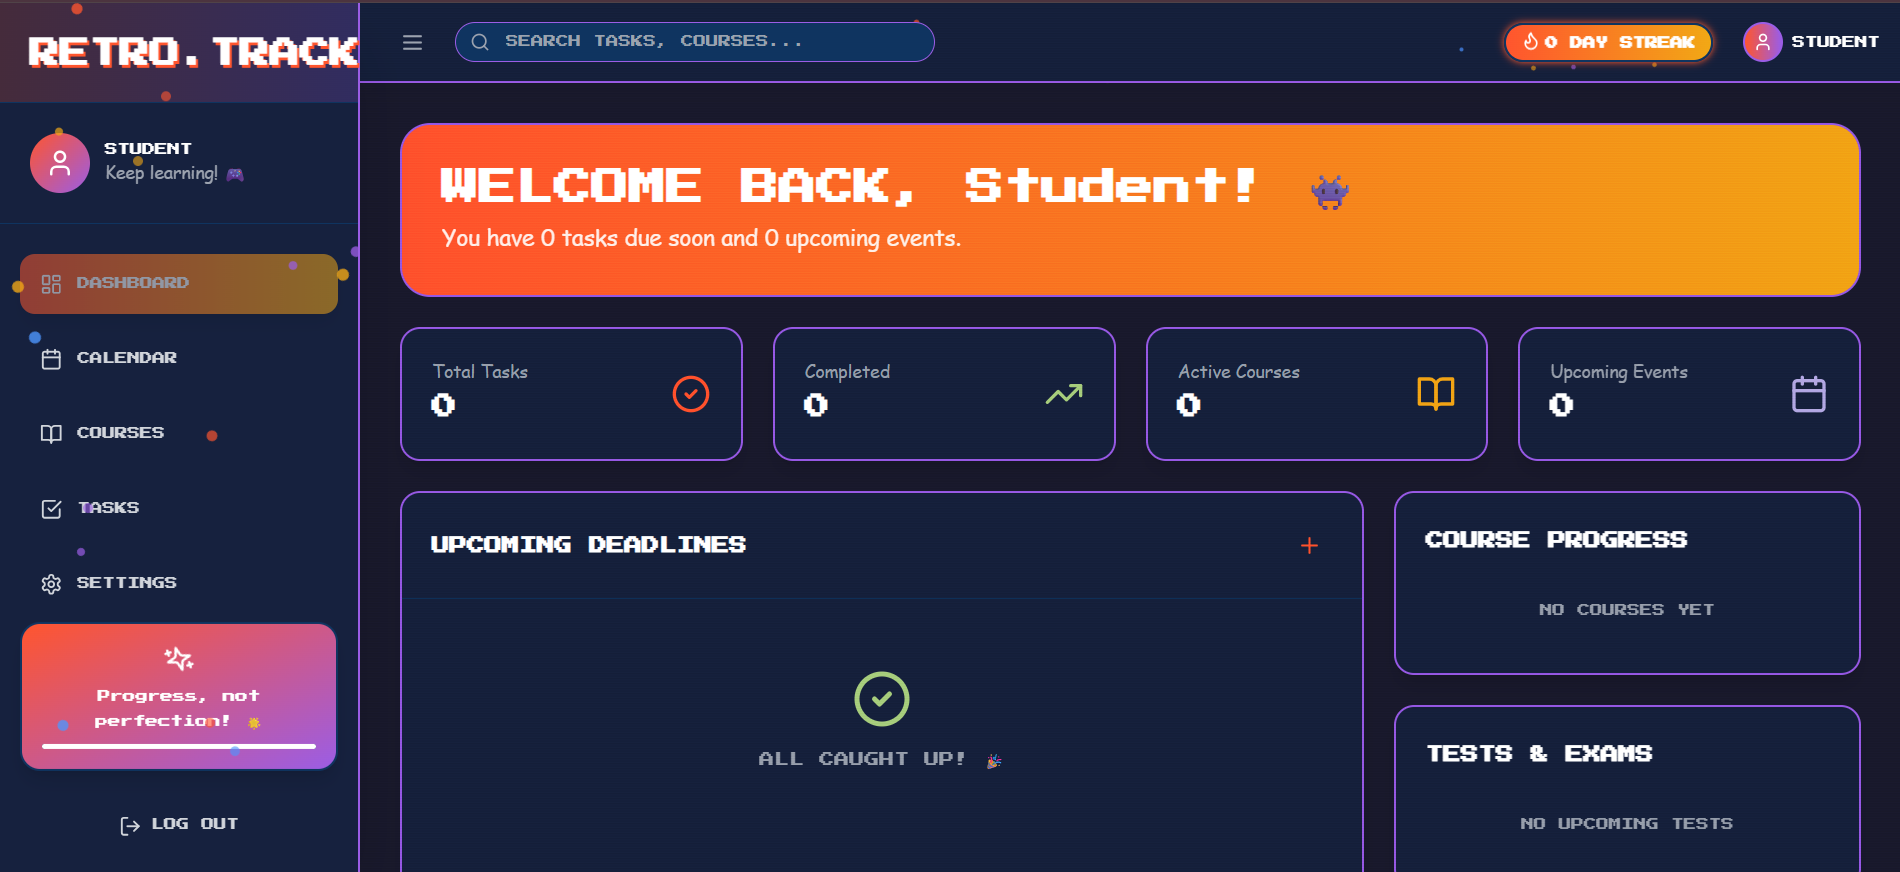 RETRO.TRACK
SEARCH TASKS, COURSES...
0 DAY STREAK
STUDENT
STUDENT
Keep learning! 🎮
DASHBOARD
CALENDAR
COURSES
TASKS
SETTINGS
Progress, not
perfection! 🌟
LOG OUT
WELCOME BACK, Student! 👾
You have 0 tasks due soon and 0 upcoming events.
Total Tasks
0
Completed
0
Active Courses
0
Upcoming Events
0
UPCOMING DEADLINES
ALL CAUGHT UP! 🎉
COURSE PROGRESS
NO COURSES YET
TESTS & EXAMS
NO UPCOMING TESTS